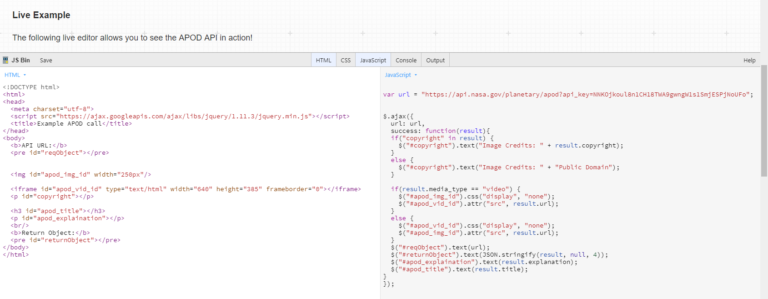 Live Example
The following live editor allows you to see the APOD API in action!
JS Bin Save HTML CSS JavaScript Console Output Help
HTML
<!DOCTYPE html>
<html>
<head>
<meta charset="utf-8">
<script src="https://ajax.googleapis.com/ajax/libs/jquery/1.11.3/jquery.min.js"></script>
<title>Example APOD call</title>
</head>
<body>
<b>API URL:</b>
<pre id="reqObject"></pre>
<img id="apod_img_id" width="250px"/>
<iframe id="apod_vid_id" type="text/html" width="640" height="385" frameborder="0"></iframe>
<p id="copyright"></p>
<h3 id="apod_title"></h3>
<p id="apod_explaination"></p>
<br/>
<b>Return Object:</b>
<pre id="returnObject"></pre>
</body>
</html>
JavaScript
var url = "https://api.nasa.gov/planetary/apod?api_key=
$.ajax({
url: url,
success: function(result){
if("copyright" in result) {
$("#copyright").text("Image Credits: " + result.copyright);
}
else {
$("#copyright").text("Image Credits: " + "Public Domain");
}
if(result.media_type == "video") {
$("#apod_img_id").css("display", "none");
$("#apod_vid_id").attr("src", result.url);
}
else {
$("#apod_vid_id").css("display", "none");
$("#apod_img_id").attr("src", result.url);
}
$("#reqObject").text(url);
$("#returnObject").text(JSON.stringify(result, null, 4));
$("#apod_explaination").text(result.explanation);
$("#apod_title").text(result.title);
}
});